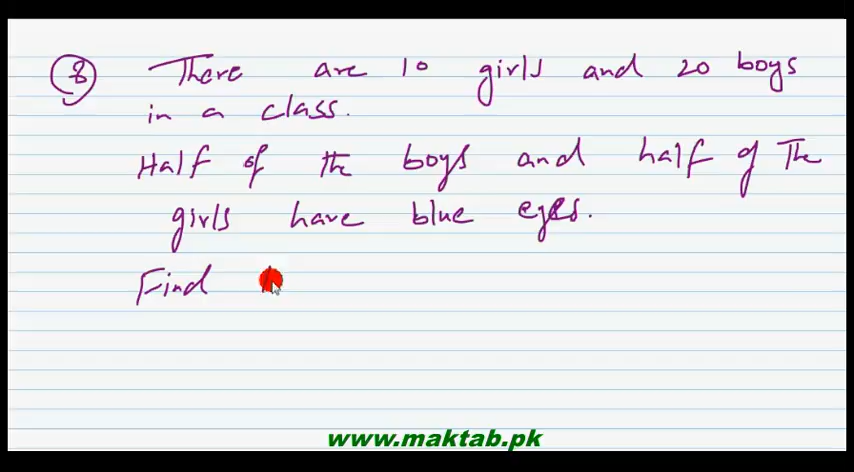 8 There are 10 girls and 20 boys
in a class.
Half of the boys and half of the
girls have blue eyes.
Find
www.maktab.pk